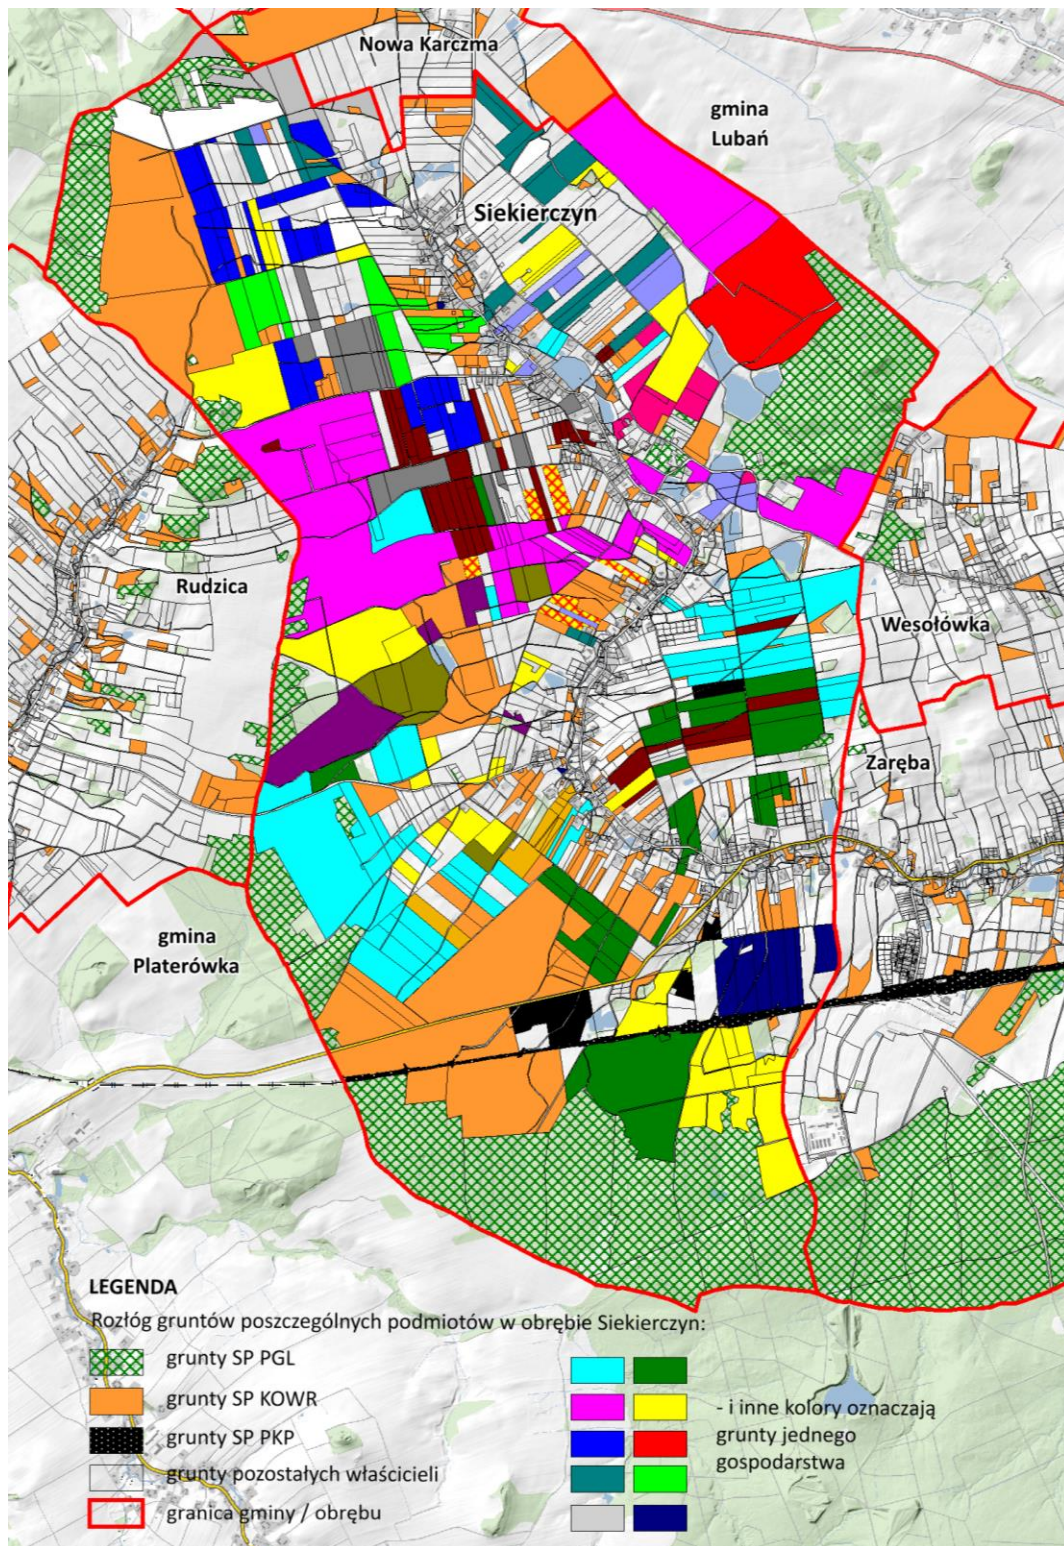 Nowa Karczma
gmina
Lubań
Siekierczyn
Rudzica
Wesołówka
Zaręba
gmina
Platerówka
LEGENDA
Rozłóg gruntów poszczególnych podmiotów w obrębie Siekierczyn:
grunty SP PGL
grunty SP KOWR
grunty SP PKP
grunty pozostałych właścicieli
granica gminy / obrębu
- i inne kolory oznaczają
grunty jednego
gospodarstwa